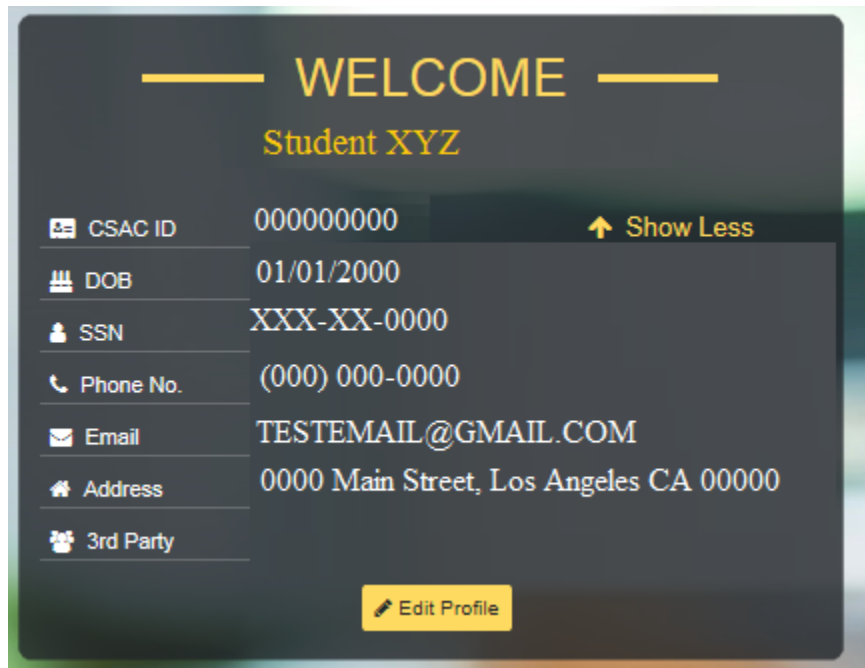 WELCOME
Student XYZ
CSAC ID 000000000 Show Less
DOB 01/01/2000
SSN XXX-XX-0000
Phone No. (000) 000-0000
Email TESTEMAIL@GMAIL.COM
Address 0000 Main Street, Los Angeles CA 00000
3rd Party
Edit Profile